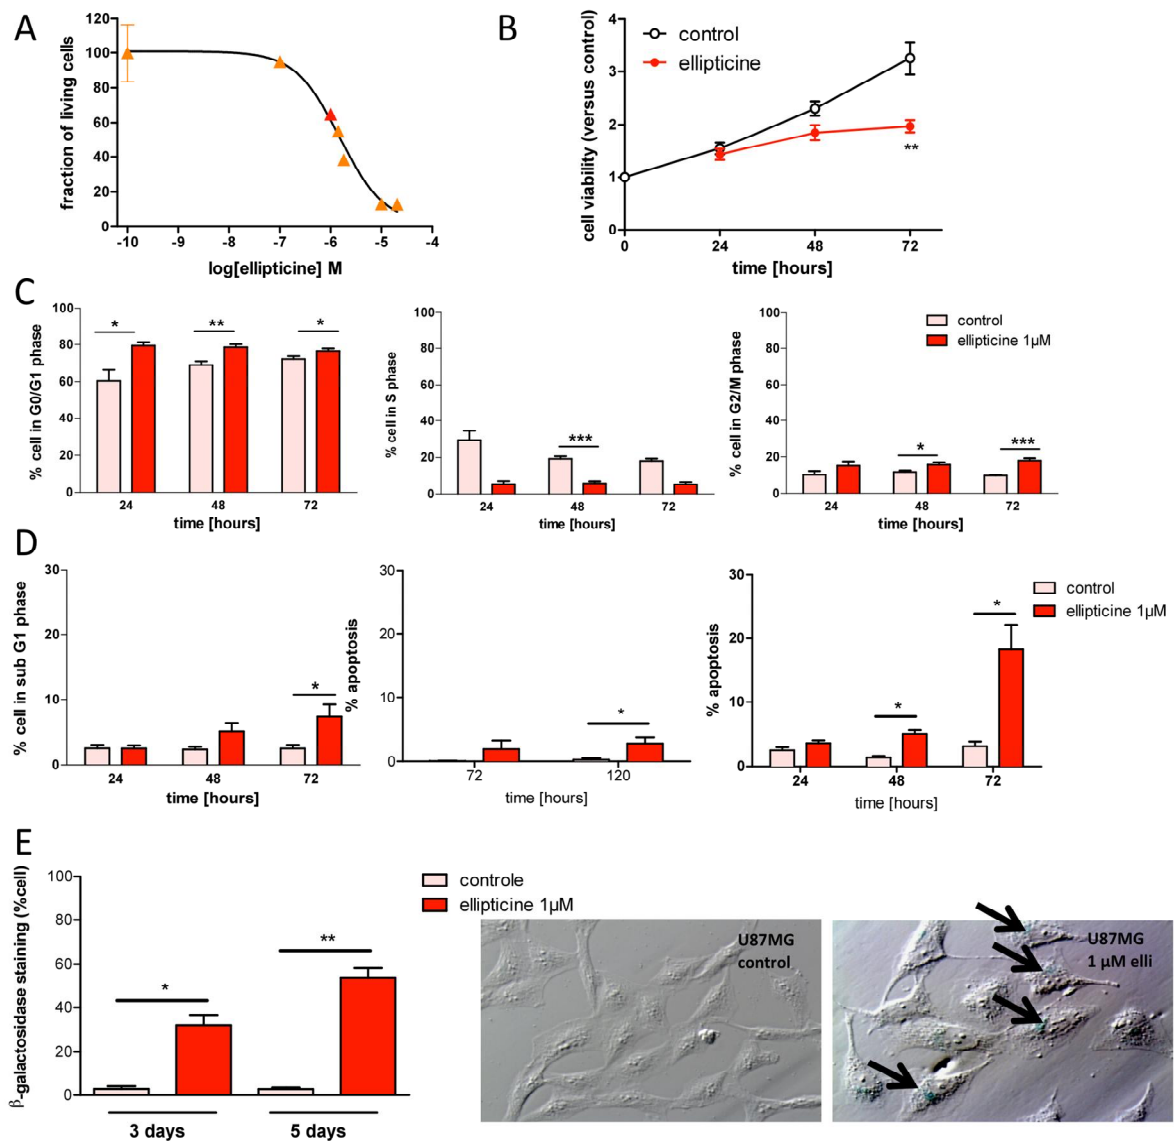 A
fraction of living cells
120
100
80
60
40
20
0
-10 -9 -8 -7 -6 -5 -4
log[ellipticine] M
B
cell viability (versus control)
4
3
2
1
0
control
ellipticine
**
0 24 48 72
time [hours]
C
% cell in G0/G1 phase
100
80
60
40
20
0
* ** *
24 48 72
time [hours]
% cell in S phase
100
80
60
40
20
0
***
24 48 72
time [hours]
% cell in G2/M phase
100
80
60
40
20
0
control
ellipticine 1µM
* ***
24 48 72
time [hours]
D
% cell in sub G1 phase
30
20
10
0
*
24 48 72
time [hours]
% apoptosis
30
20
10
0
*
72 120
time [hours]
% apoptosis
30
20
10
0
* *
24 48 72
time [hours]
control
ellipticine 1µM
E
β-galactosidase staining (%cell)
100
80
60
40
20
0
* **
3 days 5 days
controle
ellipticine 1µM
U87MG
control
U87MG
1 µM elli